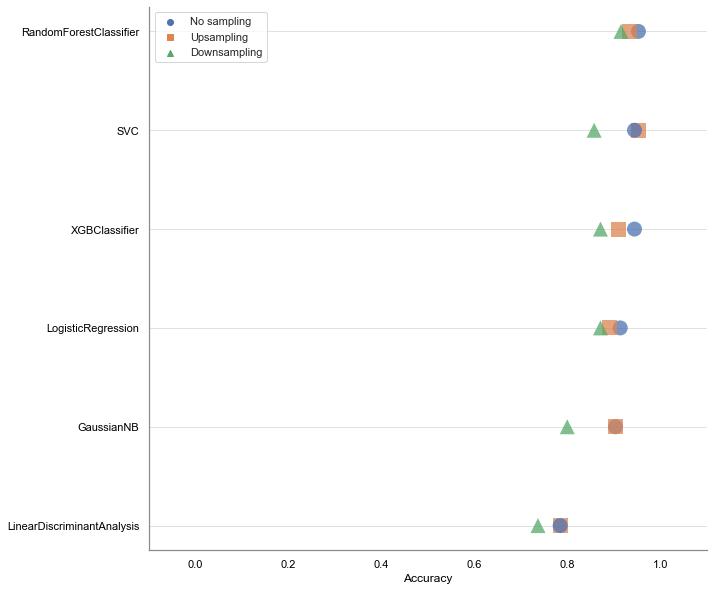 No sampling
Upsampling
Downsampling
RandomForestClassifier
SVC
XGBClassifier
LogisticRegression
GaussianNB
LinearDiscriminantAnalysis
0.0 0.2 0.4 0.6 0.8 1.0
Accuracy